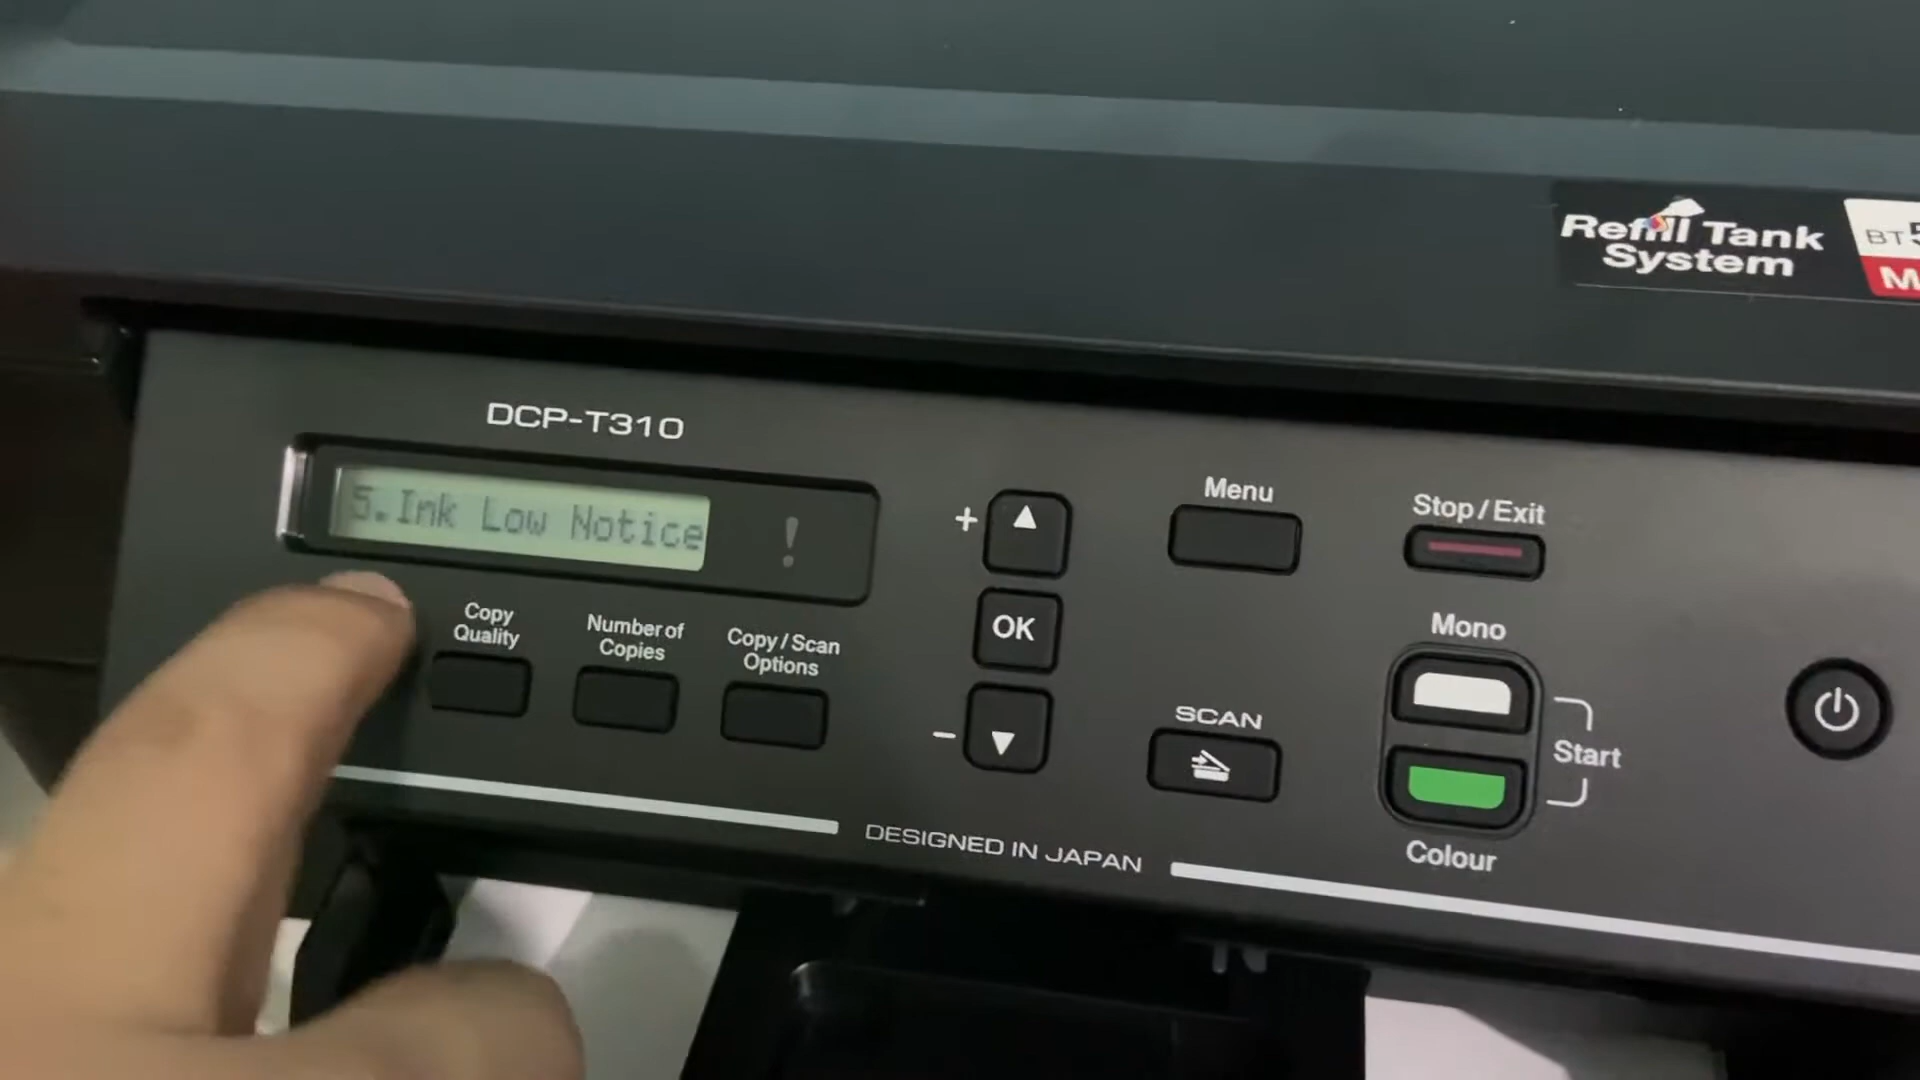 Refill Tank
System
BT5
M
DCP-T310
5.Ink Low Notice
!
Copy
Quality
Number of
Copies
Copy/Scan
Options
+
OK
-
Menu
SCAN
Stop/Exit
Mono
Start
Colour
DESIGNED IN JAPAN